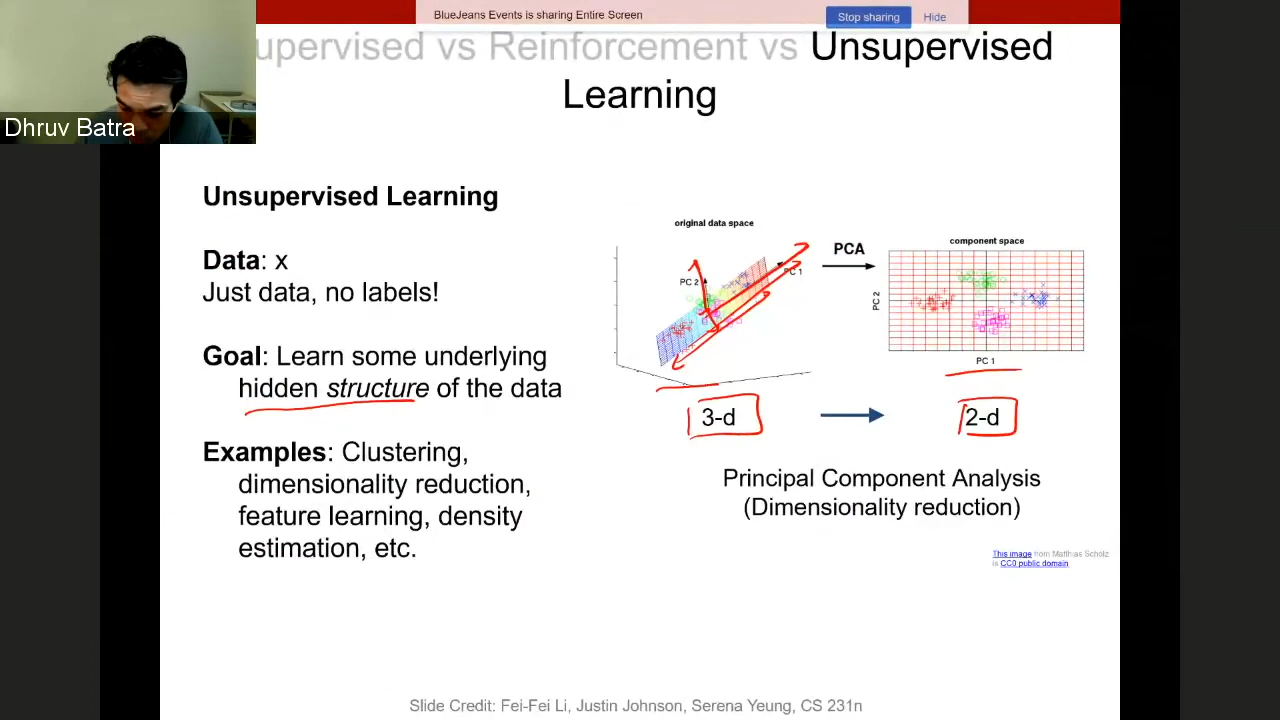 BlueJeans Events is sharing Entire Screen
Stop sharing
Hide
upervised vs Reinforcement vs Unsupervised
Learning
Dhruv Batra
Unsupervised Learning
Data: x
Just data, no labels!
Goal: Learn some underlying
hidden structure of the data
Examples: Clustering,
dimensionality reduction,
feature learning, density
estimation, etc.
original data space
PC 2
PC 1
PCA
component space
PC 2
PC 1
3-d
2-d
Principal Component Analysis
(Dimensionality reduction)
This image from Matthias Scholz
is CC0 public domain
Slide Credit: Fei-Fei Li, Justin Johnson, Serena Yeung, CS 231n